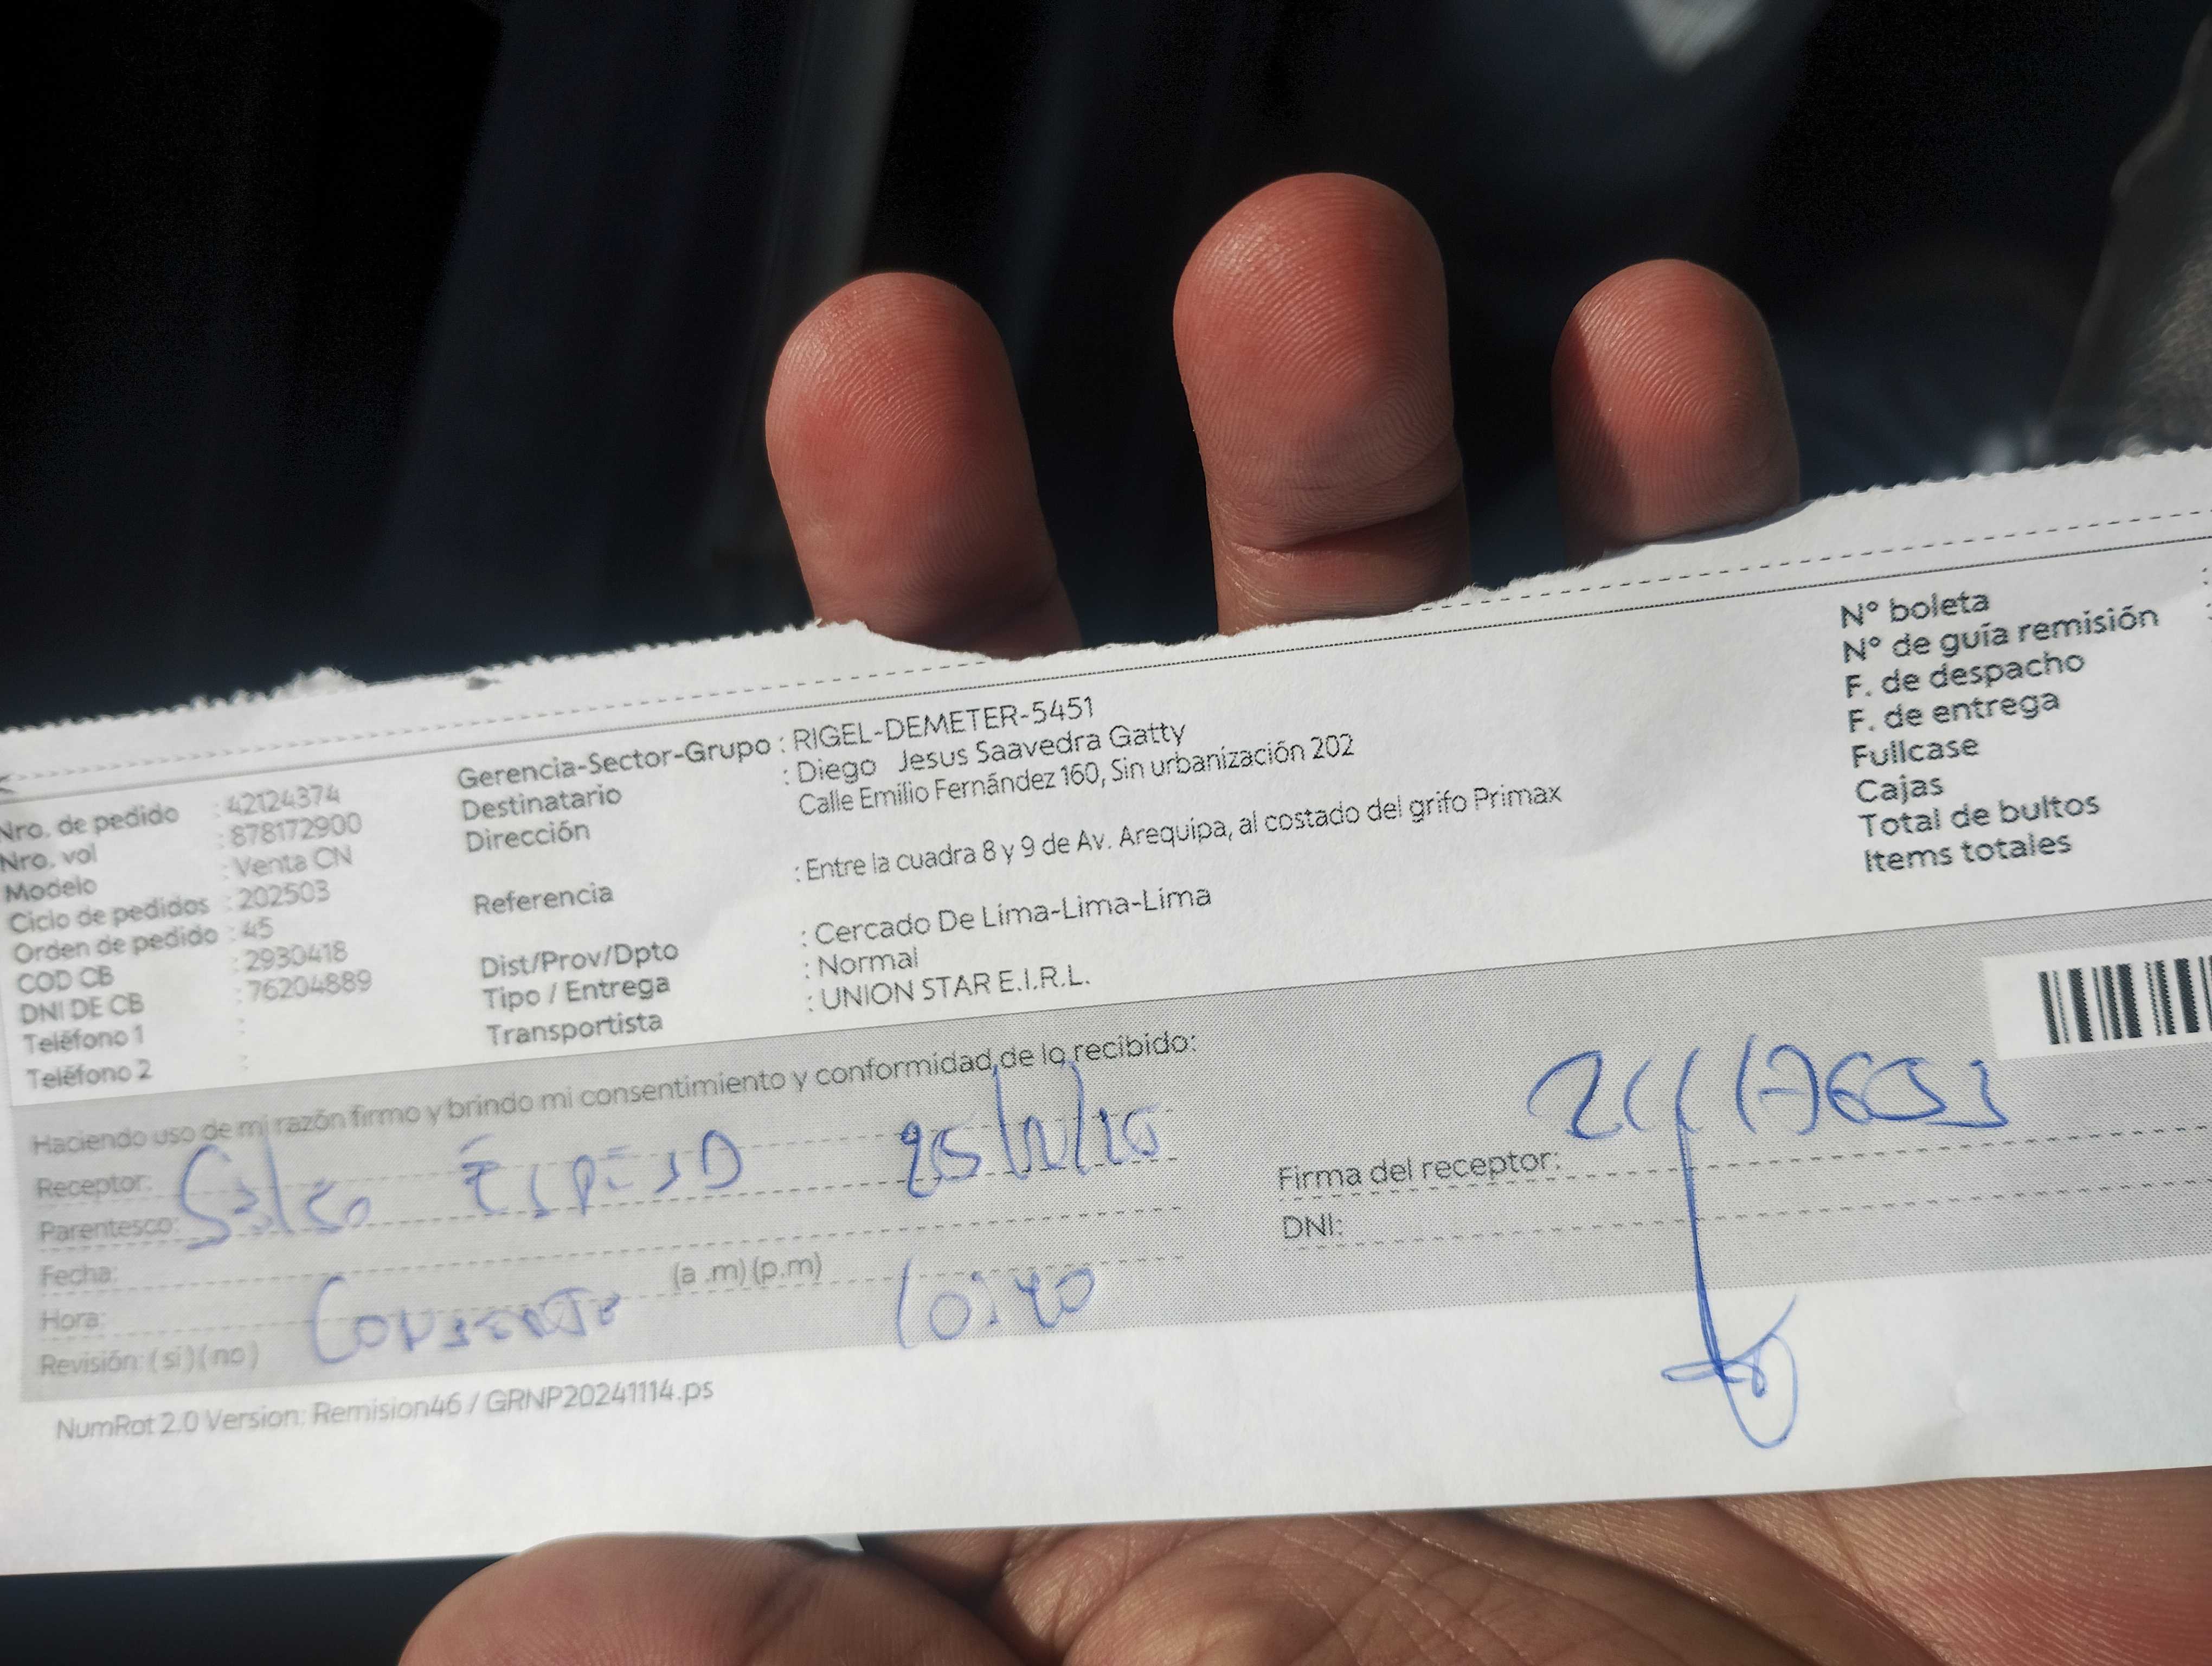 Nro. de pedido : 42124374
Nro. vol : 878172900
Modelo : Venta CN
Ciclo de pedidos : 202503
Orden de pedido : 45
COD CB : 2930418
DNI DE CB : 76204889
Teléfono 1 :
Teléfono 2 :
Gerencia-Sector-Grupo : RIGEL-DEMETER-5451
Destinatario : Diego Jesus Saavedra Gatty
Dirección Calle Emilio Fernández 160, Sin urbanización 202
Referencia : Entre la cuadra 8 y 9 de Av. Arequipa, al costado del grifo Primax
Dist/Prov/Dpto : Cercado De Lima-Lima-Lima
Tipo / Entrega : Normal
Transportista : UNION STAR E.I.R.L.
N° boleta :
N° de guía remisión :
F. de despacho
F. de entrega
Fullcase
Cajas
Total de bultos
Items totales
Haciendo uso de mi razón firmo y brindo mi consentimiento y conformidad de lo recibido:
Receptor:
Parentesco:
Fecha:
Hora: (a .m) (p.m)
Revisión: ( si ) ( no ) 10:40
Firma del receptor:
DNI:
NumRot 2.0 Version: Remision46 / GRNP20241114.ps